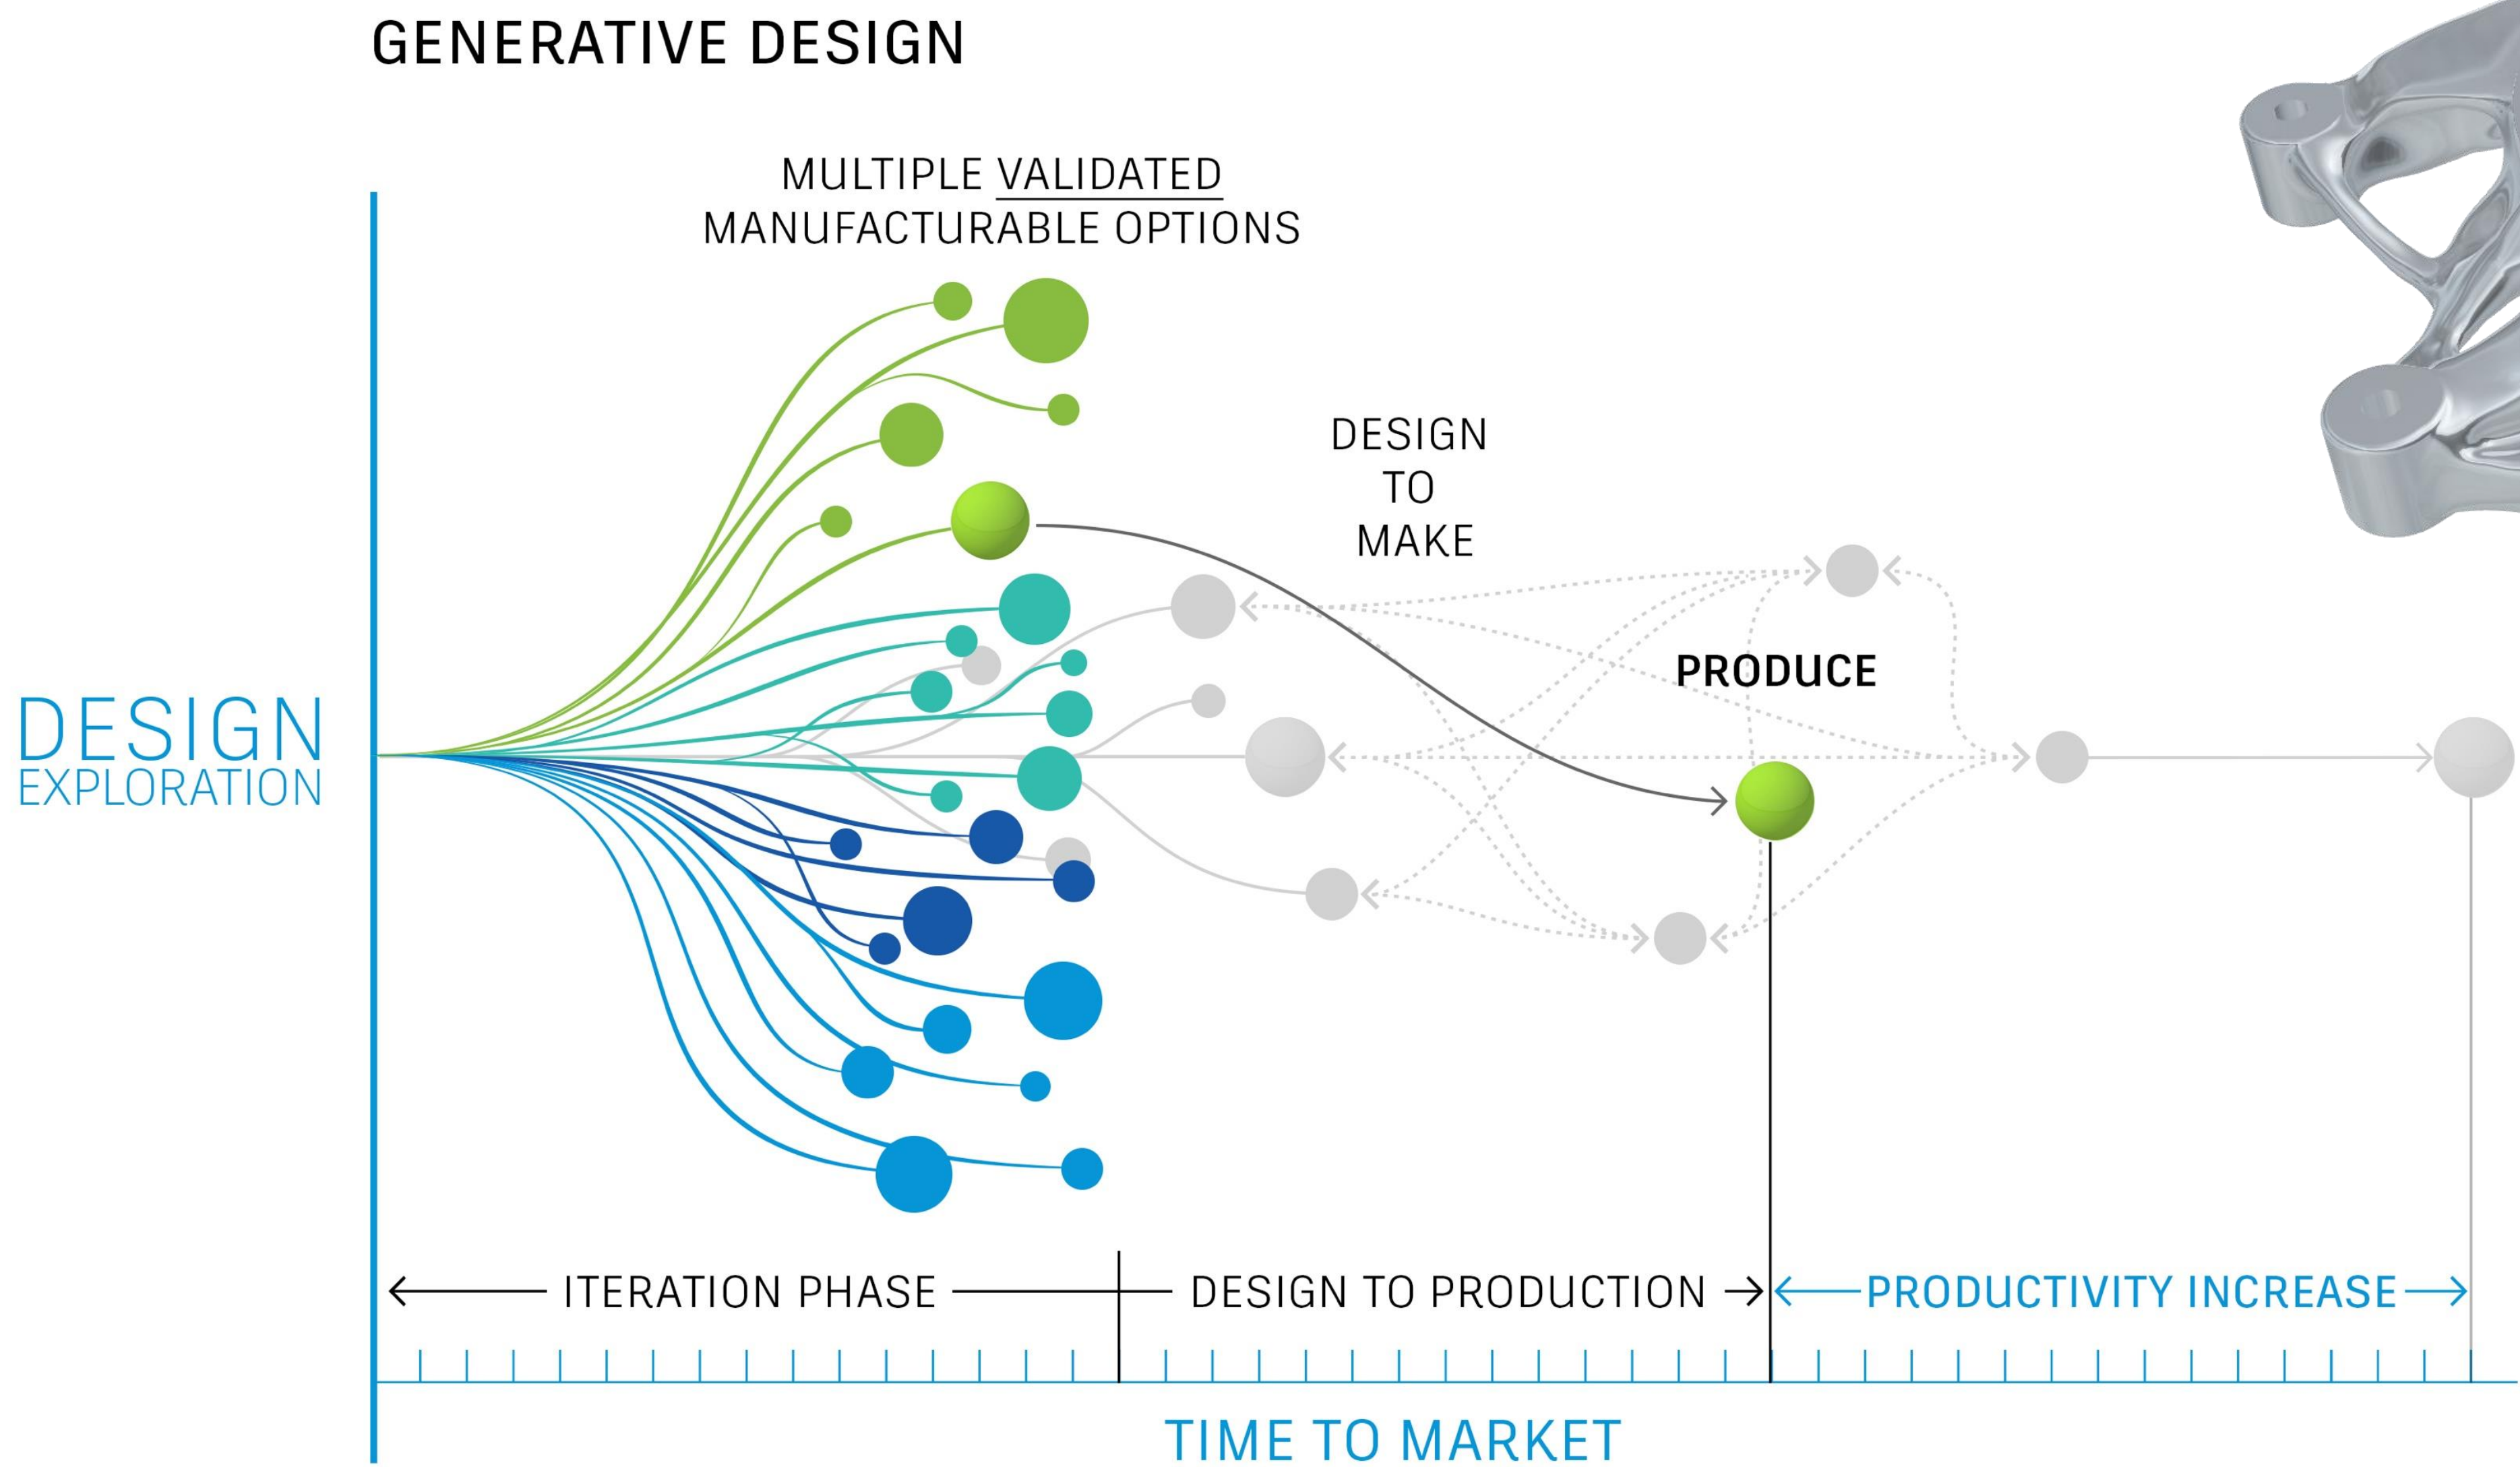 GENERATIVE DESIGN
MULTIPLE VALIDATED
MANUFACTURABLE OPTIONS
DESIGN
TO
MAKE
PRODUCE
DESIGN
EXPLORATION
ITERATION PHASE
DESIGN TO PRODUCTION
PRODUCTIVITY INCREASE
TIME TO MARKET